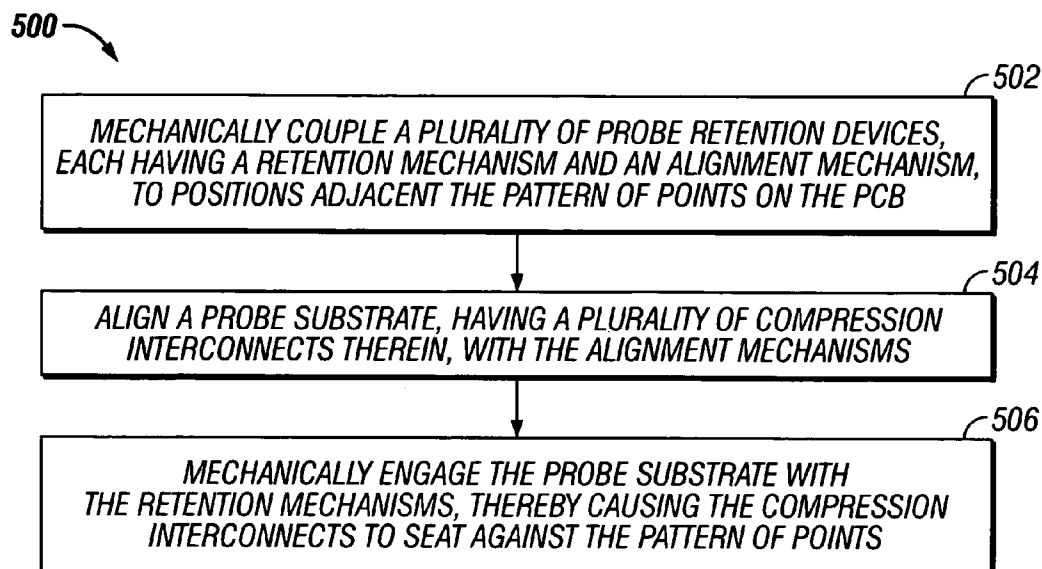 500
502
MECHANICALLY COUPLE A PLURALITY OF PROBE RETENTION DEVICES,
EACH HAVING A RETENTION MECHANISM AND AN ALIGNMENT MECHANISM,
TO POSITIONS ADJACENT THE PATTERN OF POINTS ON THE PCB
504
ALIGN A PROBE SUBSTRATE, HAVING A PLURALITY OF COMPRESSION
INTERCONNECTS THEREIN, WITH THE ALIGNMENT MECHANISMS
506
MECHANICALLY ENGAGE THE PROBE SUBSTRATE WITH
THE RETENTION MECHANISMS, THEREBY CAUSING THE COMPRESSION
INTERCONNECTS TO SEAT AGAINST THE PATTERN OF POINTS